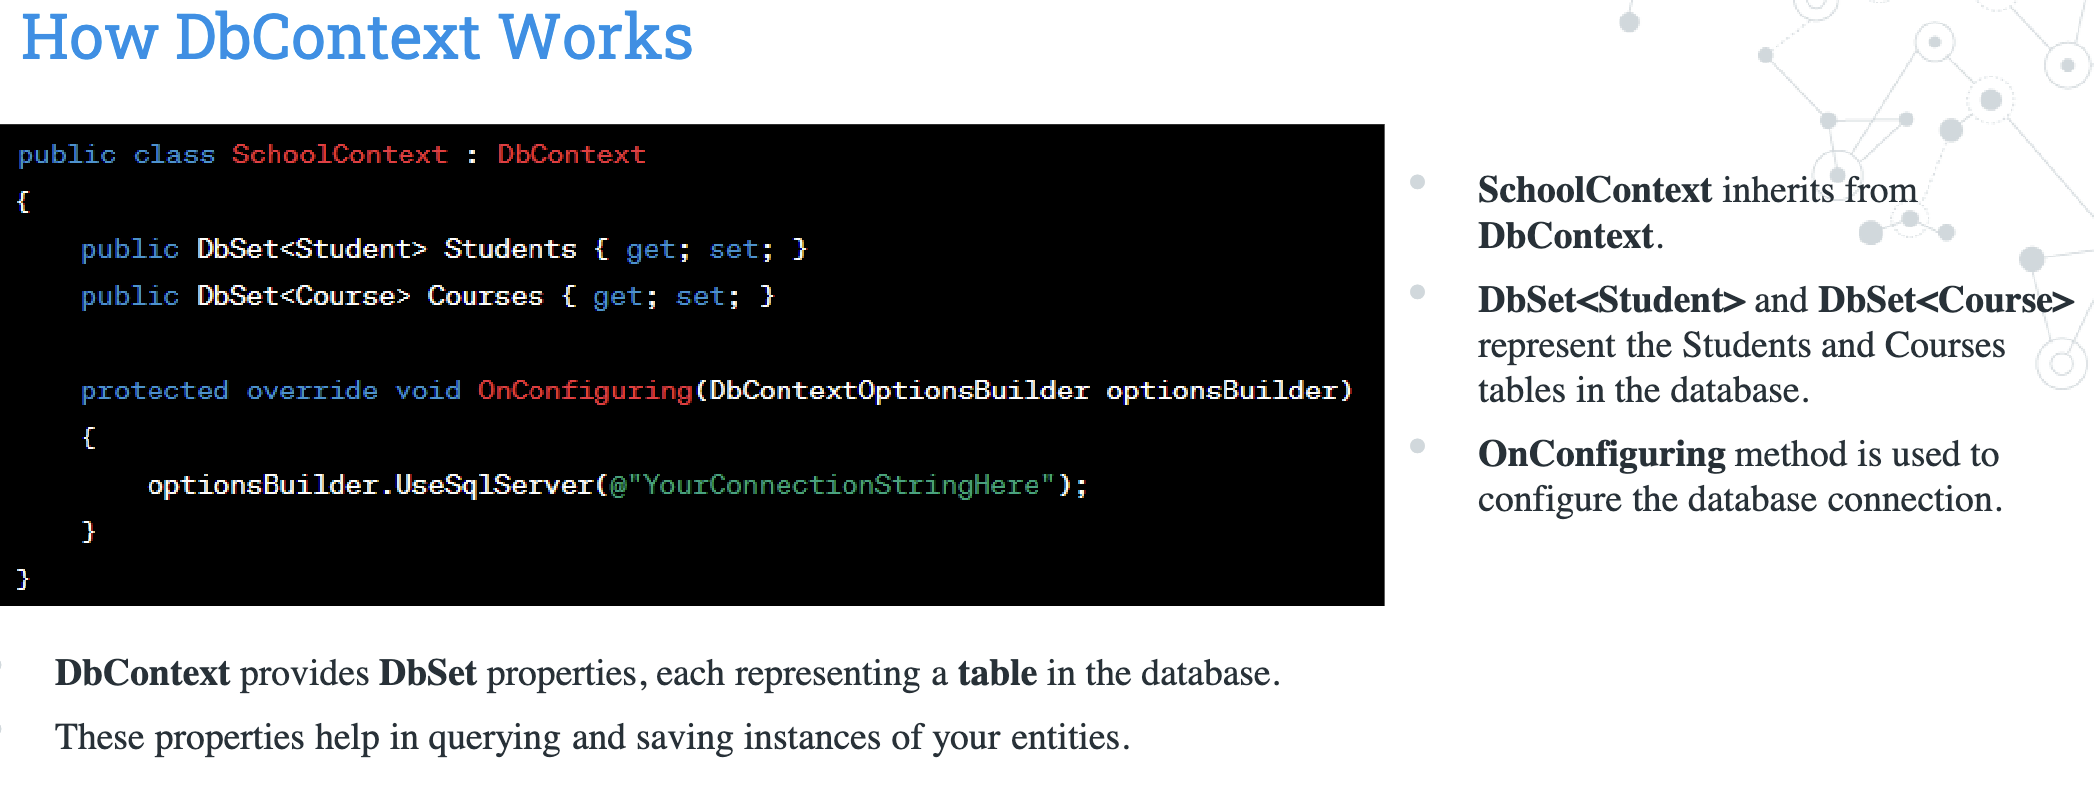 How DbContext Works
public class SchoolContext : DbContext
{
    public DbSet<Student> Students { get; set; }
    public DbSet<Course> Courses { get; set; }
    protected override void OnConfiguring(DbContextOptionsBuilder optionsBuilder)
    {
        optionsBuilder.UseSqlServer(@"YourConnectionStringHere");
    }
}
SchoolContext inherits from
DbContext.
DbSet<Student> and DbSet<Course>
represent the Students and Courses
tables in the database.
OnConfiguring method is used to
configure the database connection.
DbContext provides DbSet properties, each representing a table in the database.
These properties help in querying and saving instances of your entities.